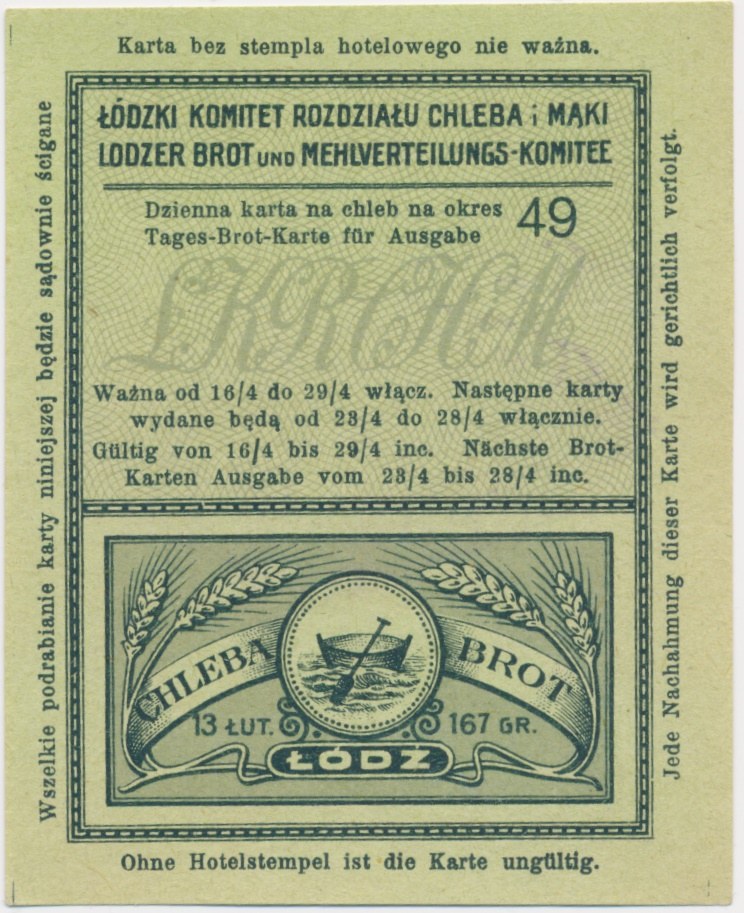 Karta bez stempla hotelowego nie ważna.
ŁÓDZKI KOMITET ROZDZIAŁU CHLEBA i MĄKI
LODZER BROT UND MEHLVERTEILUNGS-KOMITEE
Dzienna karta na chleb na okres 49
Tages-Brot-Karte für Ausgabe
Ł.K.R.CH.M
Ważna od 16/4 do 29/4 włącz. Następne karty
wydane będą od 23/4 do 28/4 włącznie.
Gültig von 16/4 bis 29/4 inc. Nächste Brot-
Karten Ausgabe vom 23/4 bis 28/4 inc.
CHLEBA BROT
13 ŁUT. 167 GR.
ŁÓDŹ
Ohne Hotelstempel ist die Karte ungültig.
Wszelkie podrabianie karty niniejszej będzie sądownie ścigane
Jede Nachahmung dieser Karte wird gerichtlich verfolgt.